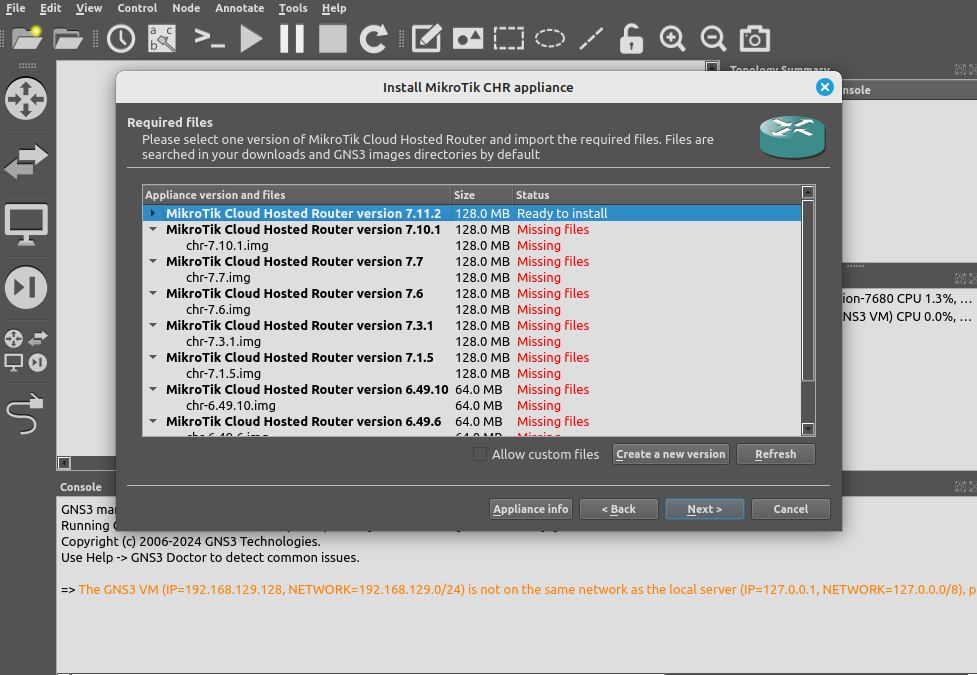 File Edit View Control Node Annotate Tools Help
Topology Summary
Install MikroTik CHR appliance
nsole
Required files
Please select one version of MikroTik Cloud Hosted Router and import the required files. Files are
searched in your downloads and GNS3 images directories by default
Appliance version and files Size Status
MikroTik Cloud Hosted Router version 7.11.2 128.0 MB Ready to install
MikroTik Cloud Hosted Router version 7.10.1 128.0 MB Missing files
chr-7.10.1.img 128.0 MB Missing
MikroTik Cloud Hosted Router version 7.7 128.0 MB Missing files
chr-7.7.img 128.0 MB Missing
MikroTik Cloud Hosted Router version 7.6 128.0 MB Missing files
chr-7.6.img 128.0 MB Missing
MikroTik Cloud Hosted Router version 7.3.1 128.0 MB Missing files
chr-7.3.1.img 128.0 MB Missing
MikroTik Cloud Hosted Router version 7.1.5 128.0 MB Missing files
chr-7.1.5.img 128.0 MB Missing
MikroTik Cloud Hosted Router version 6.49.10 64.0 MB Missing files
chr-6.49.10.img 64.0 MB Missing
MikroTik Cloud Hosted Router version 6.49.6 64.0 MB Missing files
chr-6.49.6.img 64.0 MB Missing
ion-7680 CPU 1.3%, ...
NS3 VM) CPU 0.0%, ...
Allow custom files Create a new version Refresh
Appliance info < Back Next > Cancel
Console
GNS3 ma
Running
Copyright (c) 2006-2024 GNS3 Technologies.
Use Help -> GNS3 Doctor to detect common issues.
=> The GNS3 VM (IP=192.168.129.128, NETWORK=192.168.129.0/24) is not on the same network as the local server (IP=127.0.0.1, NETWORK=127.0.0.0/8), p